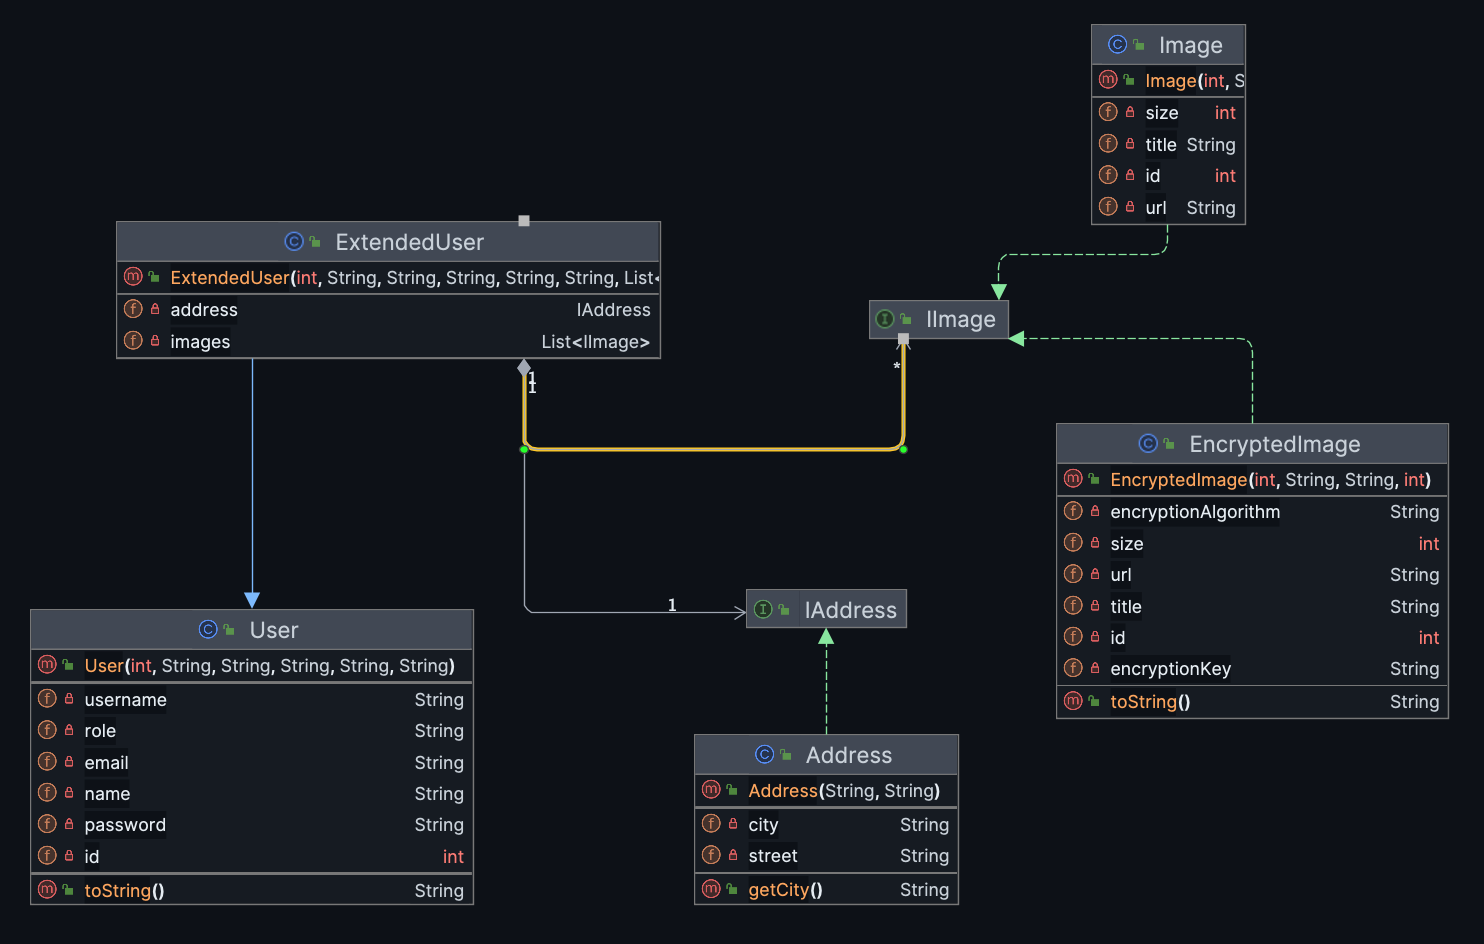 Image
Image(int, S
size int
title String
id int
url String
ExtendedUser
ExtendedUser(int, String, String, String, String, String, List<
address IAddress
images List<IImage>
IImage
1
1
*
EncryptedImage
EncryptedImage(int, String, String, int)
encryptionAlgorithm String
size int
url String
title String
id int
encryptionKey String
toString() String
1
IAddress
User
User(int, String, String, String, String, String)
username String
role String
email String
name String
password String
id int
toString() String
Address
Address(String, String)
city String
street String
getCity() String